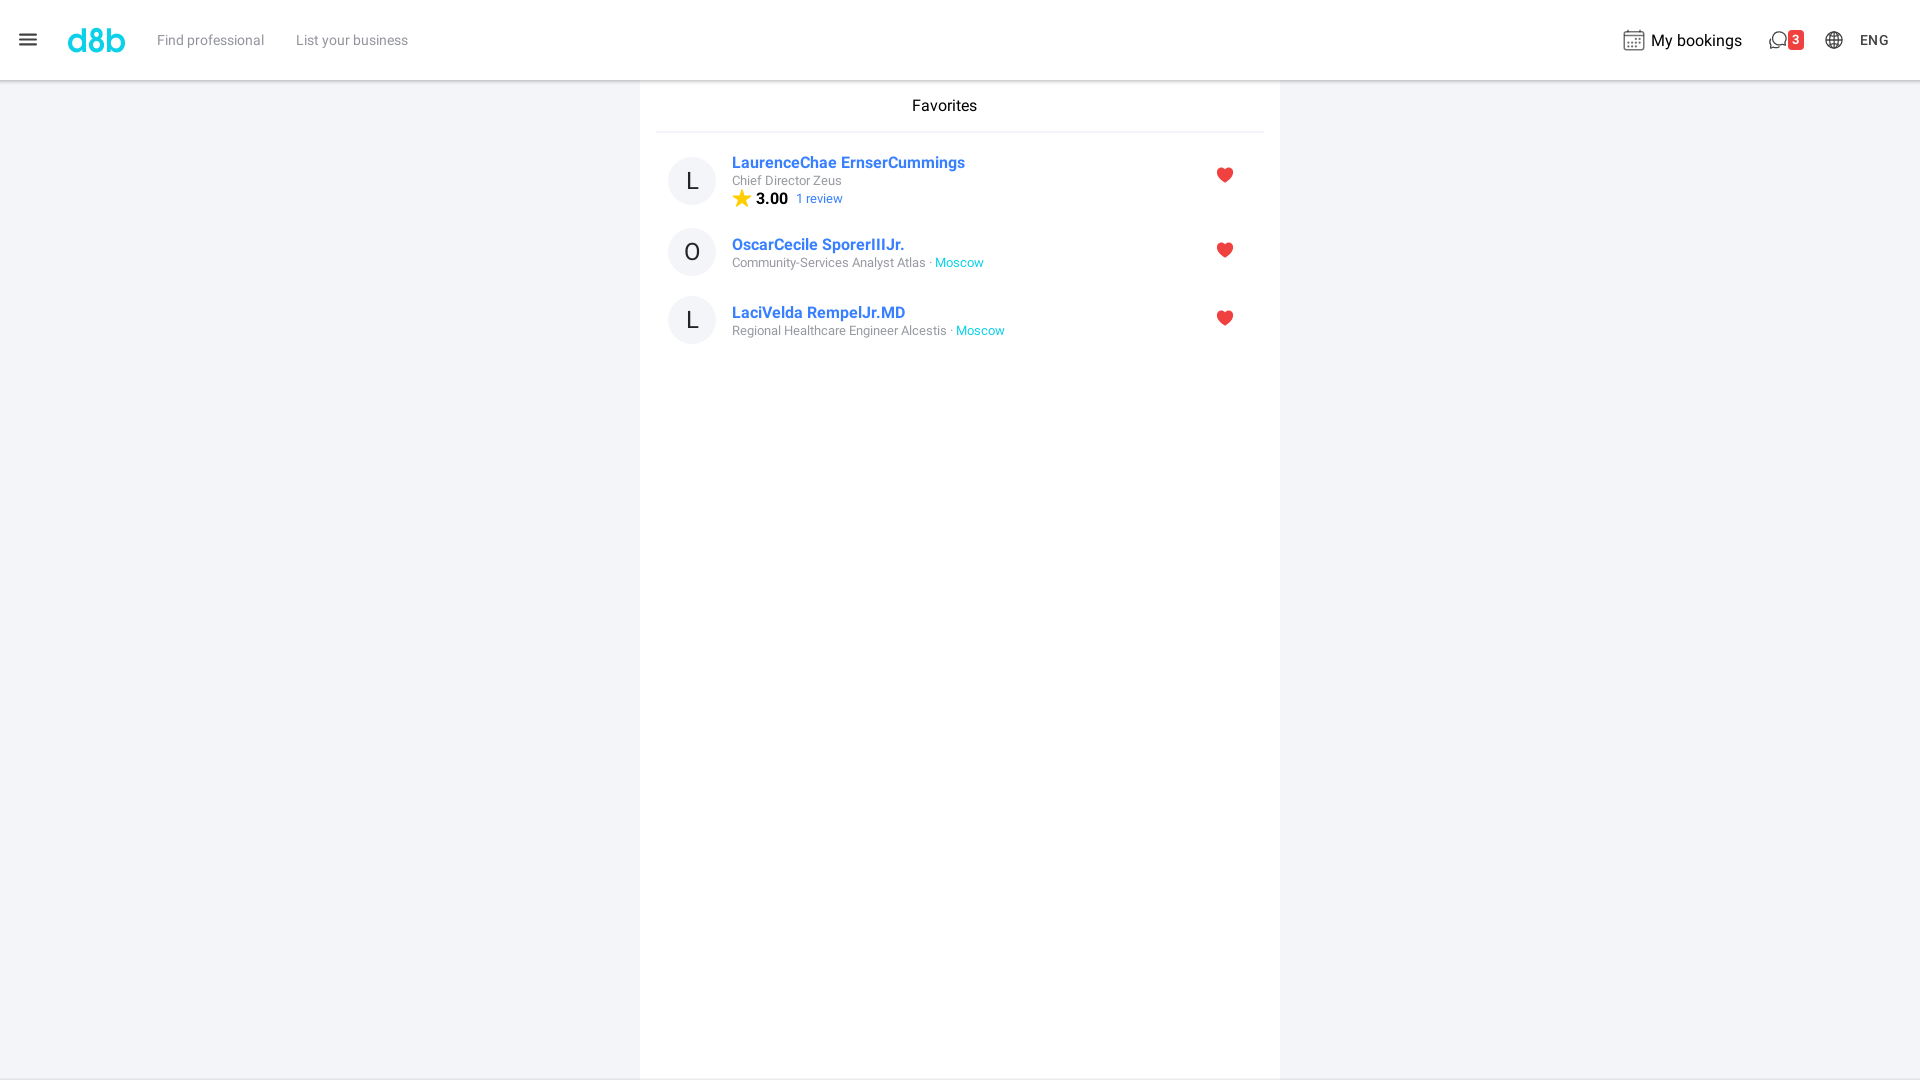 d8b
Find professional
List your business
My bookings
3
ENG
Favorites
L
LaurenceChae ErnserCummings
Chief Director Zeus
3.00 1 review
O
OscarCecile SporerIIIJr.
Community-Services Analyst Atlas · Moscow
L
LaciVelda RempelJr.MD
Regional Healthcare Engineer Alcestis · Moscow